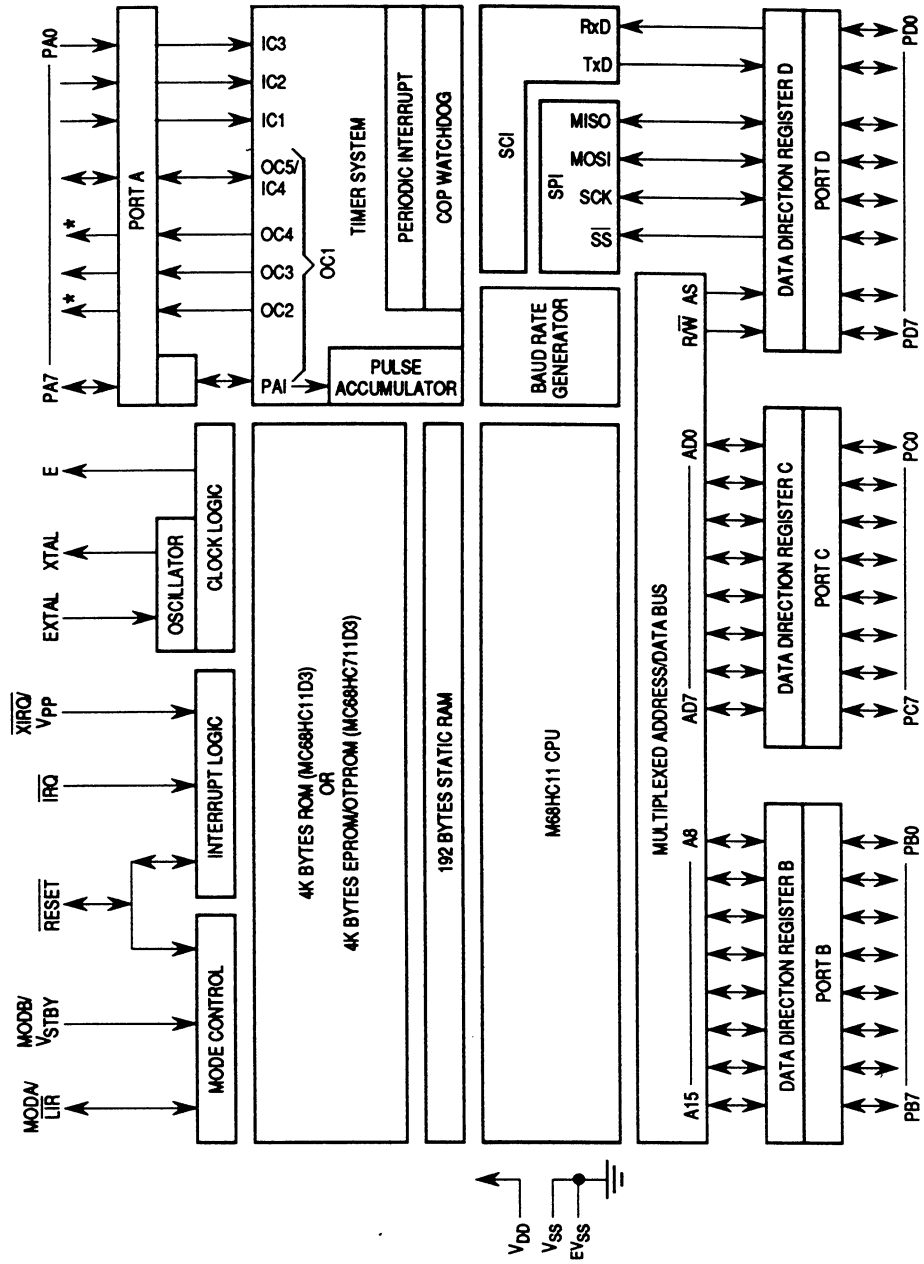 MODA/
LIR
MODB/
VSTBY
RESET
IRQ
XIRQ/
VPP
EXTAL
XTAL
E
PA7
PA0
*
*
MODE CONTROL
INTERRUPT LOGIC
OSCILLATOR
CLOCK LOGIC
PORT A
4K BYTES ROM (MC68HC11D3)
OR
4K BYTES EPROM/OTPROM (MC68HC711D3)
PAI
OC2
OC3
OC4
OC5/
IC4
IC1
IC2
IC3
OC1
TIMER SYSTEM
PULSE
ACCUMULATOR
PERIODIC INTERRUPT
COP WATCHDOG
192 BYTES STATIC RAM
VDD
VSS
EVSS
M68HC11 CPU
BAUD RATE
GENERATOR
SCI
SPI
SS
SCK
MOSI
MISO
TxD
RxD
MULTIPLEXED ADDRESS/DATA BUS
A15
A8
AD7
AD0
R/W
AS
DATA DIRECTION REGISTER B
PORT B
DATA DIRECTION REGISTER C
PORT C
DATA DIRECTION REGISTER D
PORT D
PB7
PB0
PC7
PC0
PD7
PD0